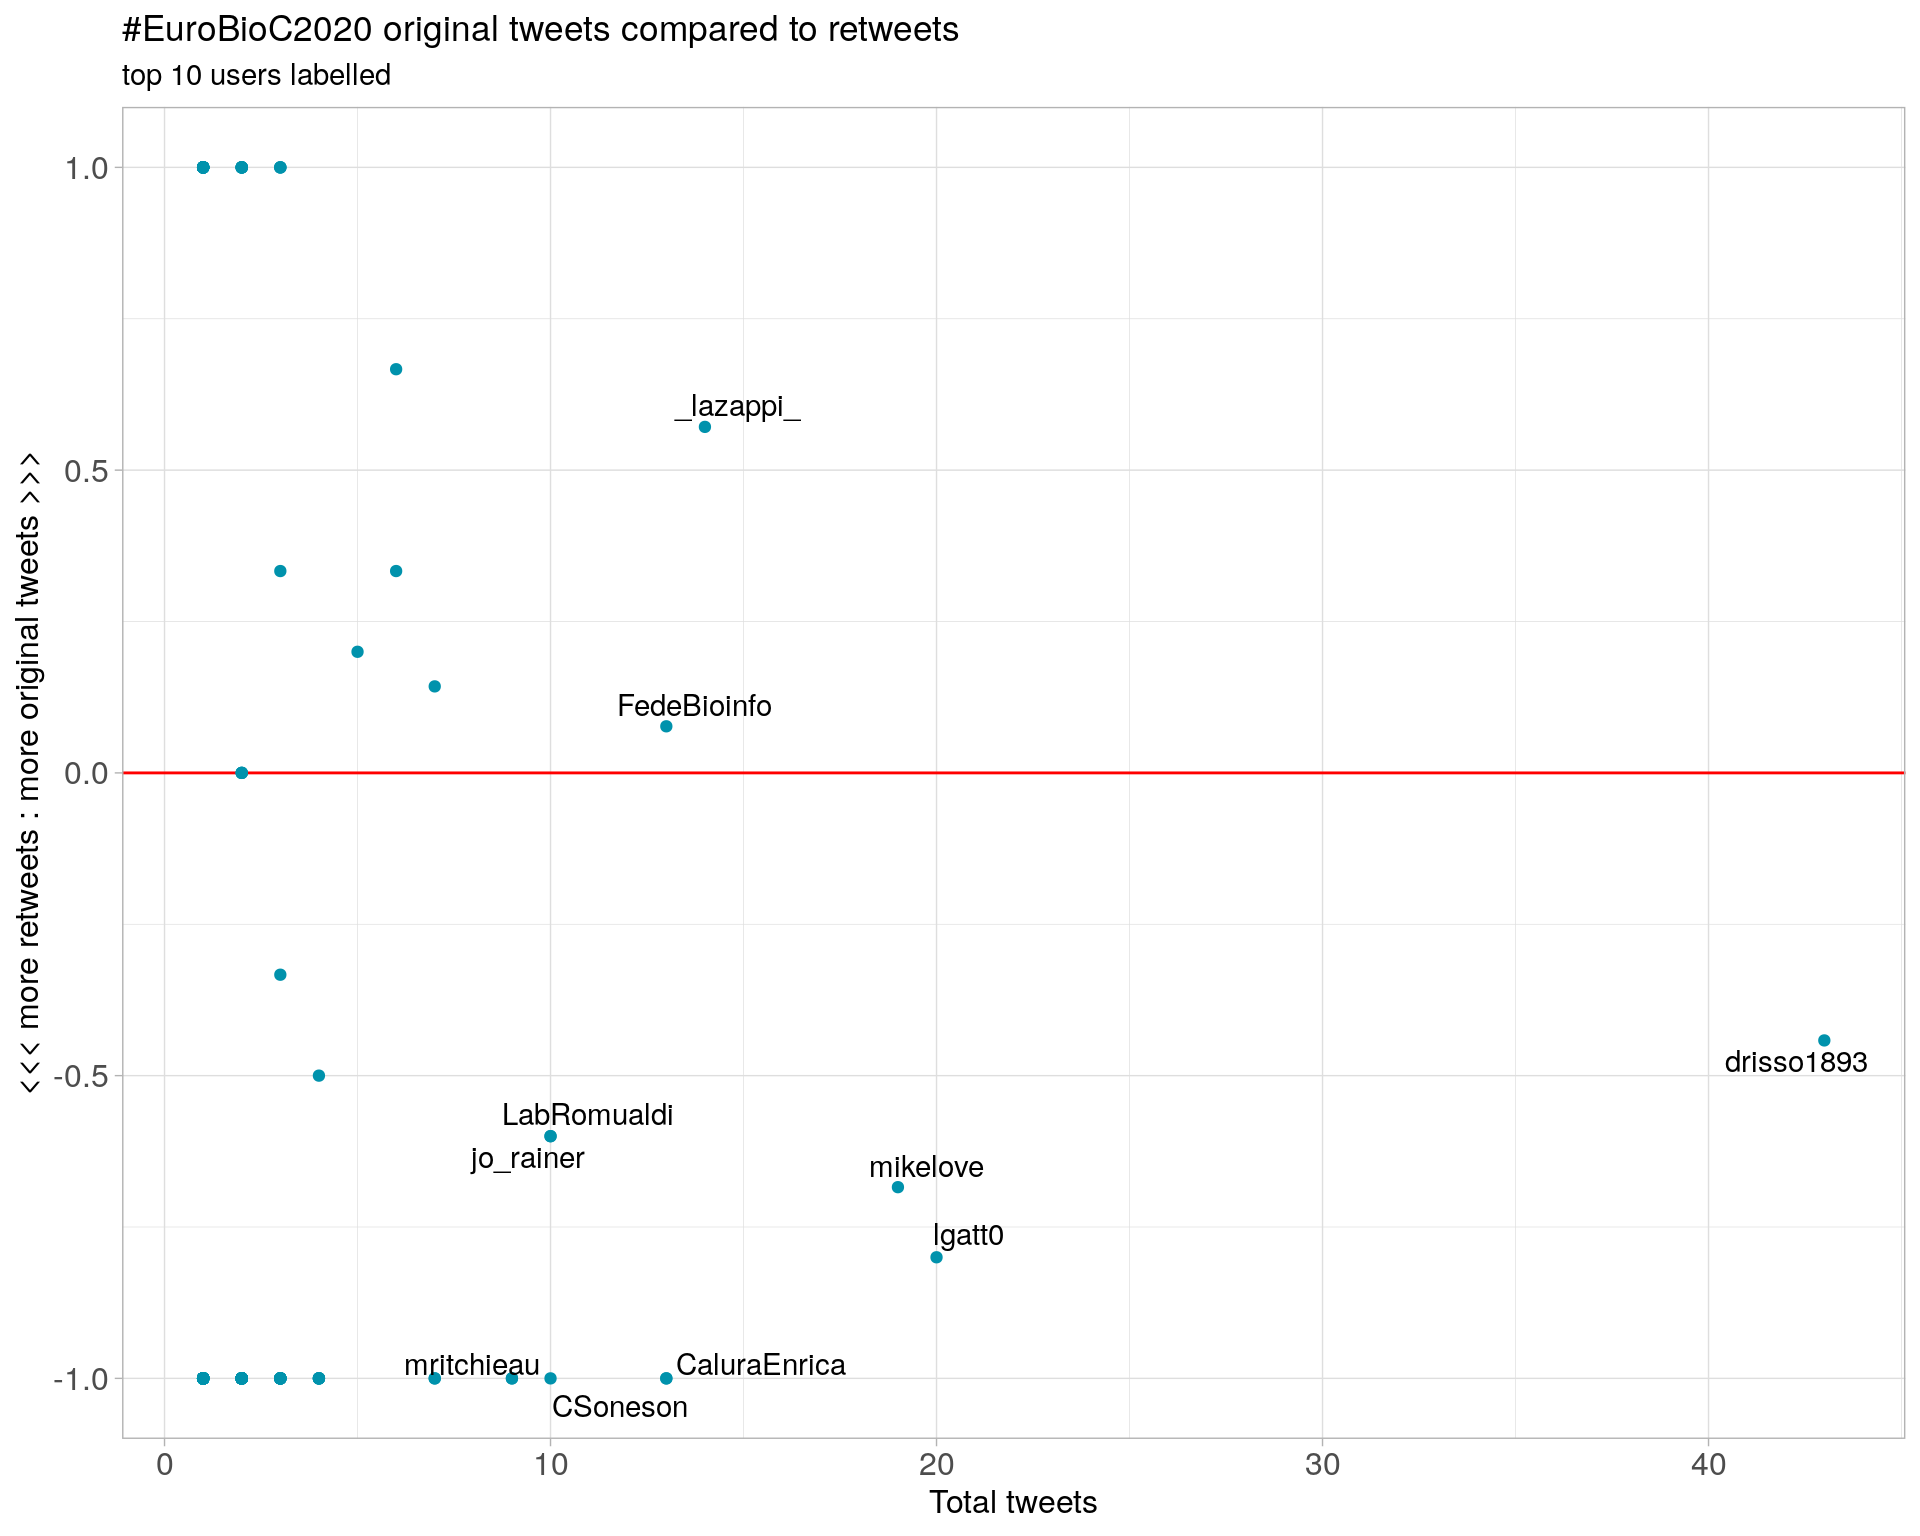 #EuroBioC2020 original tweets compared to retweets
top 10 users labelled
<<< more retweets : more original tweets >>>
1.0
0.5
0.0
-0.5
-1.0
_lazappi_
FedeBioinfo
drisso1893
LabRomualdi
jo_rainer
mikelove
lgatt0
mritchieau
CaluraEnrica
CSoneson
0
10
20
30
40
Total tweets